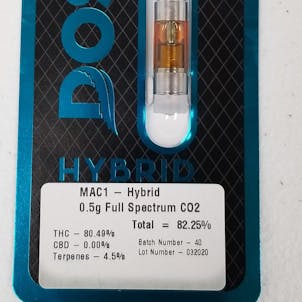 DOS
HYBRID
MAC1 – Hybrid
0.5g Full Spectrum CO2
Total = 82.25%
THC – 80.49%
CBD – 0.00%
Terpenes – 4.5%
Batch Number – 40
Lot Number – 032020